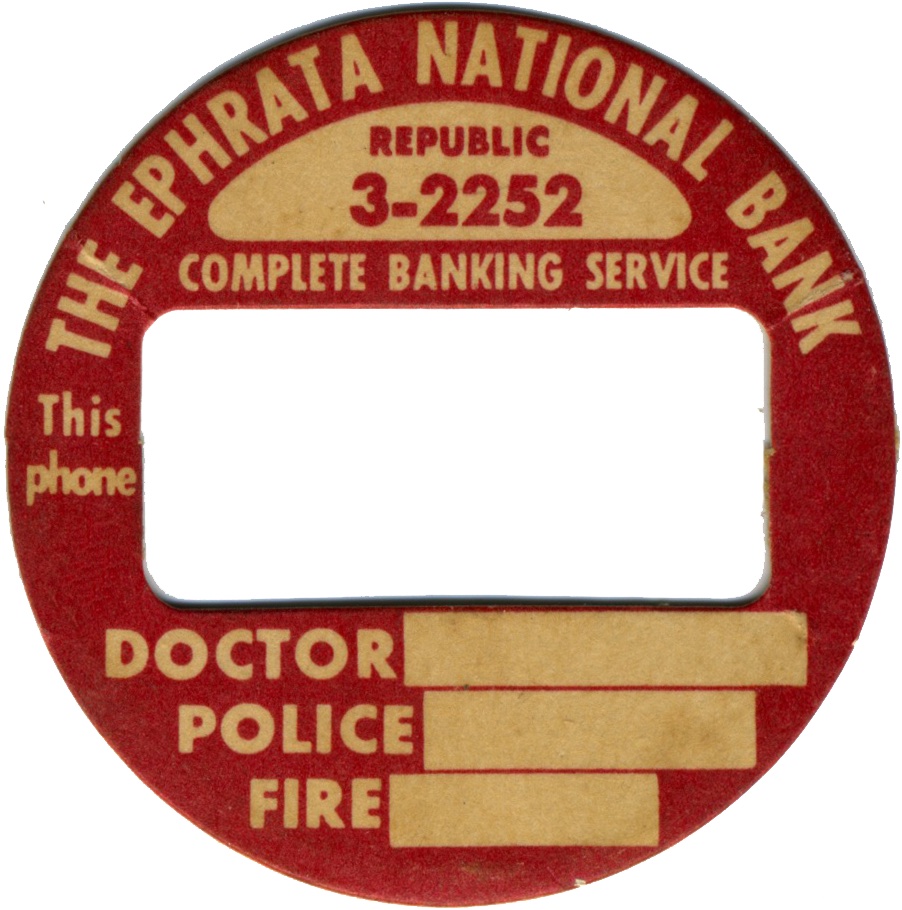 THE EPHRATA NATIONAL BANK
REPUBLIC
3-2252
COMPLETE BANKING SERVICE
This
phone
DOCTOR
POLICE
FIRE